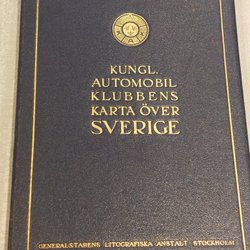 KUNGL.
AUTOMOBIL
KLUBBENS
KARTA ÖVER
SVERIGE
GENERALSTABENS LITOGRAFISKA ANSTALT STOCKHOLM